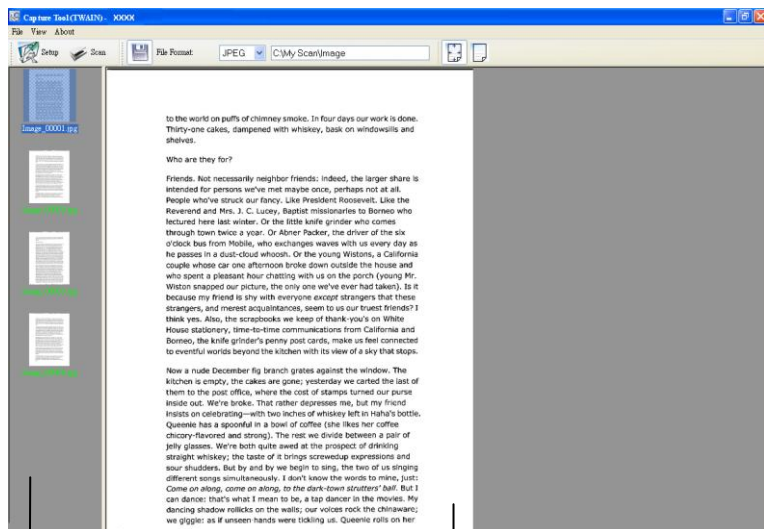 Capture Tool(TWAIN) - XXXX
File View About
Setup Scan File Format: JPEG C:\My Scan\Image
Image_00001.jpg
to the world on puffs of chimney smoke. In four days our work is done.
Thirty-one cakes, dampened with whiskey, bask on windowsills and
shelves.
Who are they for?
Friends. Not necessarily neighbor friends: indeed, the larger share is
intended for persons we've met maybe once, perhaps not at all.
People who've struck our fancy. Like President Roosevelt. Like the
Reverend and Mrs. J. C. Lucey, Baptist missionaries to Borneo who
lectured here last winter. Or the little knife grinder who comes
through town twice a year. Or Abner Packer, the driver of the six
o'clock bus from Mobile, who exchanges waves with us every day as
he passes in a dust-cloud whoosh. Or the young Wistons, a California
couple whose car one afternoon broke down outside the house and
who spent a pleasant hour chatting with us on the porch (young Mr.
Wiston snapped our picture, the only one we've ever had taken). Is it
because my friend is shy with everyone except strangers that these
strangers, and merest acquaintances, seem to us our truest friends? I
think yes. Also, the scrapbooks we keep of thank-you's on White
House stationery, time-to-time communications from California and
Borneo, the knife grinder's penny post cards, make us feel connected
to eventful worlds beyond the kitchen with its view of a sky that stops.
Now a nude December fig branch grates against the window. The
kitchen is empty, the cakes are gone; yesterday we carted the last of
them to the post office, where the cost of stamps turned our purse
inside out. We're broke. That rather depresses me, but my friend
insists on celebrating—with two inches of whiskey left in Haha's bottle.
Queenie has a spoonful in a bowl of coffee (she likes her coffee
chicory-flavored and strong). The rest we divide between a pair of
jelly glasses. We're both quite awed at the prospect of drinking
straight whiskey; the taste of it brings screwedup expressions and
sour shudders. But by and by we begin to sing, the two of us singing
different songs simultaneously. I don't know the words to mine, just:
Come on along, come on along, to the dark-town strutters' ball. But I
can dance: that's what I mean to be, a tap dancer in the movies. My
dancing shadow rollicks on the walls; our voices rock the chinaware;
we giggle: as if unseen hands were tickling us. Queenie rolls on her